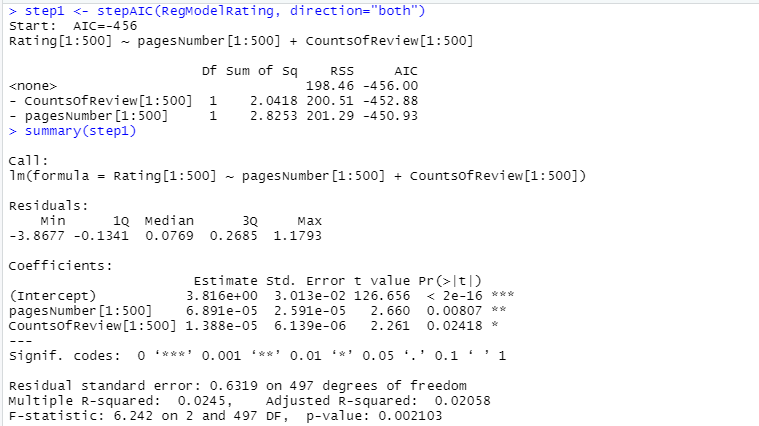 > step1 <- stepAIC(RegModelRating, direction="both")
Start:  AIC=-456
Rating[1:500] ~ pagesNumber[1:500] + CountsOfReview[1:500]

                        Df Sum of Sq    RSS     AIC
<none>                               198.46 -456.00
- CountsOfReview[1:500]  1    2.0418 200.51 -452.88
- pagesNumber[1:500]     1    2.8253 201.29 -450.93
> summary(step1)

Call:
lm(formula = Rating[1:500] ~ pagesNumber[1:500] + CountsOfReview[1:500])

Residuals:
    Min      1Q  Median      3Q     Max
-3.8677 -0.1341  0.0769  0.2685  1.1793

Coefficients:
                       Estimate Std. Error t value Pr(>|t|)
(Intercept)           3.816e+00  3.013e-02 126.656  < 2e-16 ***
pagesNumber[1:500]    6.891e-05  2.591e-05   2.660  0.00807 **
CountsOfReview[1:500] 1.388e-05  6.139e-06   2.261  0.02418 *
---
Signif. codes:  0 ‘***’ 0.001 ‘**’ 0.01 ‘*’ 0.05 ‘.’ 0.1 ‘ ’ 1

Residual standard error: 0.6319 on 497 degrees of freedom
Multiple R-squared:  0.0245,    Adjusted R-squared:  0.02058
F-statistic: 6.242 on 2 and 497 DF,  p-value: 0.002103